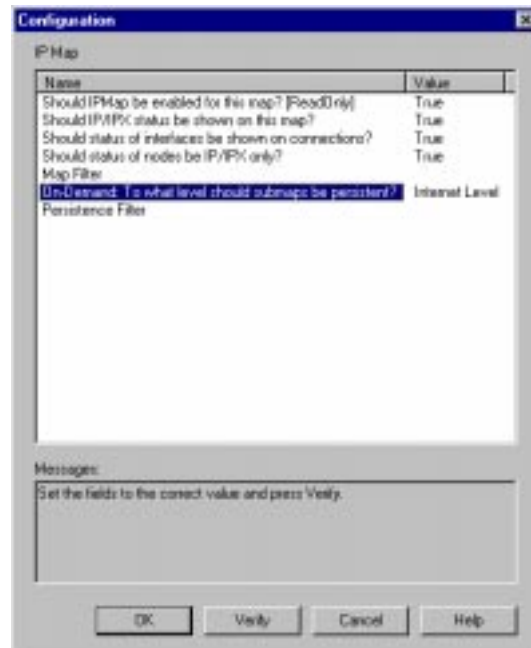 Configuration
IP Map
Name Value
Should IPMap be enabled for this map? [ReadOnly] True
Should IP/IPX status be shown on this map? True
Should status of interfaces be shown on connections? True
Should status of nodes be IP/IPX only? True
Map Filter
On-Demand: To what level should submaps be persistent? Internet Level
Persistence Filter
Messages:
Set the fields to the correct value and press Verify.
OK Verify Cancel Help